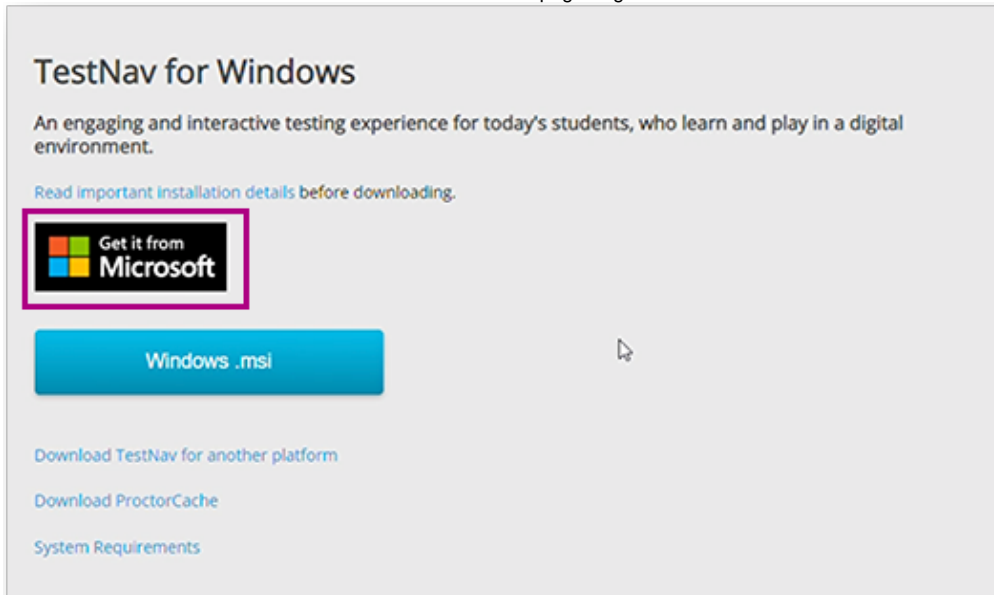 TestNav for Windows
An engaging and interactive testing experience for today's students, who learn and play in a digital
environment.
Read important installation details before downloading.
Get it from
Microsoft
Windows .msi
Download TestNav for another platform
Download ProctorCache
System Requirements